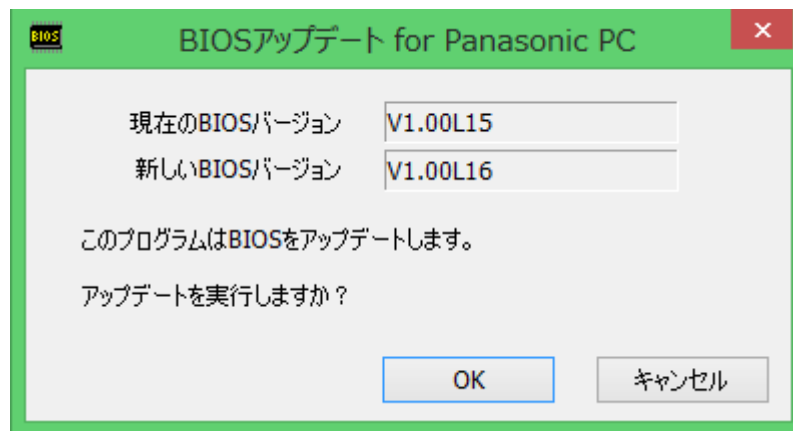 BIOS
BIOSアップデート for Panasonic PC
現在のBIOSバージョン V1.00L15
新しいBIOSバージョン V1.00L16
このプログラムはBIOSをアップデートします。
アップデートを実行しますか?
OK キャンセル